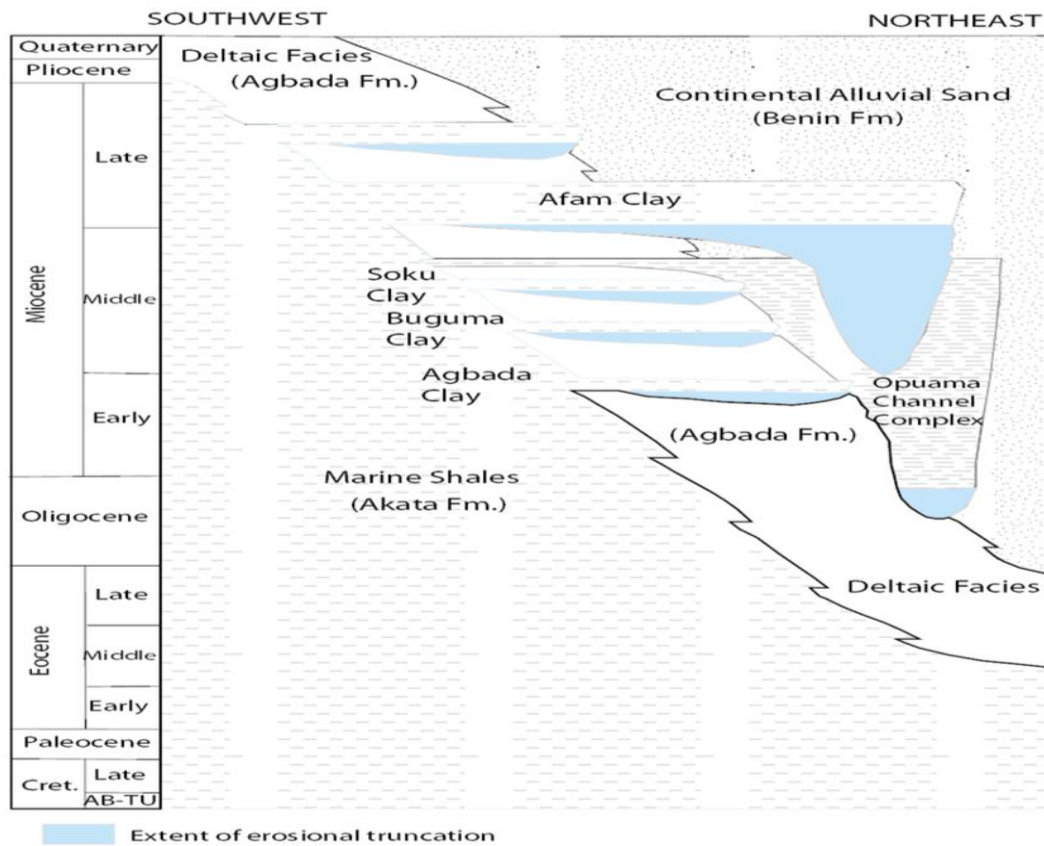 SOUTHWEST
NORTHEAST
Quaternary
Pliocene
Miocene
Late
Middle
Early
Oligocene
Eocene
Late
Middle
Early
Paleocene
Cret.
Late
AB-TU
Deltaic Facies
(Agbada Fm.)
Continental Alluvial Sand
(Benin Fm)
Afam Clay
Soku
Clay
Buguma
Clay
Agbada
Clay
Opuama
Channel
Complex
(Agbada Fm.)
Marine Shales
(Akata Fm.)
Deltaic Facies
Extent of erosional truncation